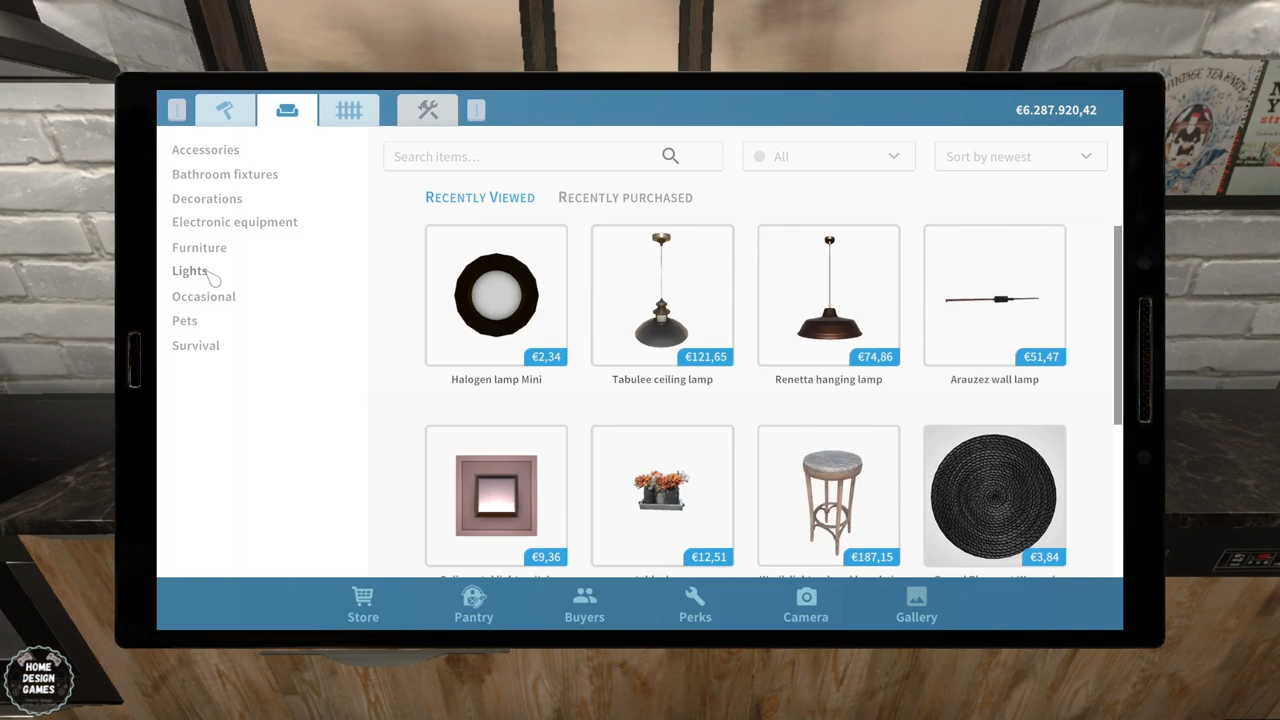 €6.287.920,42
Accessories
Bathroom fixtures
Decorations
Electronic equipment
Furniture
Lights
Occasional
Pets
Survival
Search items…
All
Sort by newest
RECENTLY VIEWED
RECENTLY PURCHASED
€2,34
€121,65
€74,86
€51,47
Halogen lamp Mini
Tabulee ceiling lamp
Renetta hanging lamp
Arauzez wall lamp
€9,36
€12,51
€187,15
€3,84
Store
Pantry
Buyers
Perks
Camera
Gallery
VINTAGE TEA PARTY
HOME
DESIGN
GAMES